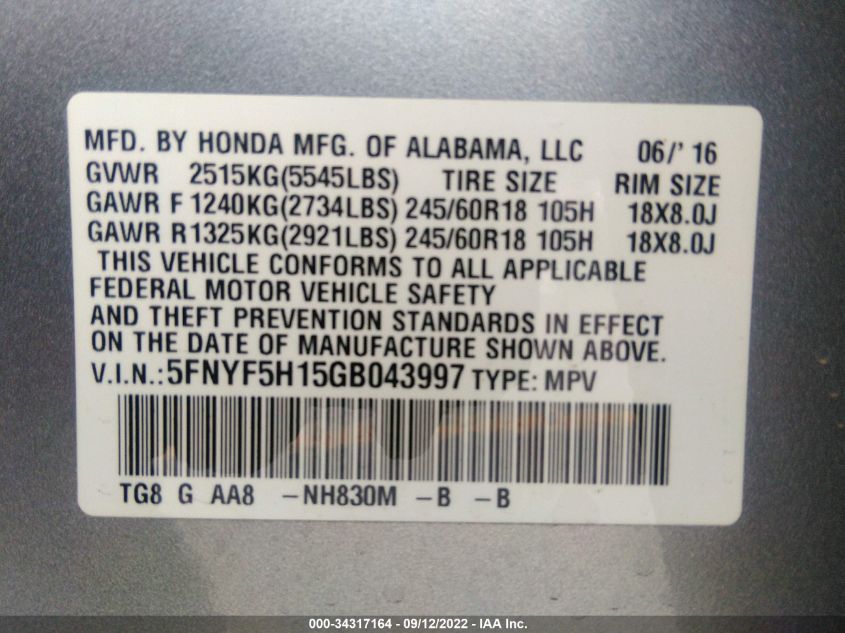 MFD. BY HONDA MFG. OF ALABAMA, LLC 06/' 16
GVWR 2515KG(5545LBS) TIRE SIZE RIM SIZE
GAWR F 1240KG(2734LBS) 245/60R18 105H 18X8.0J
GAWR R1325KG(2921LBS) 245/60R18 105H 18X8.0J
THIS VEHICLE CONFORMS TO ALL APPLICABLE
FEDERAL MOTOR VEHICLE SAFETY
AND THEFT PREVENTION STANDARDS IN EFFECT
ON THE DATE OF MANUFACTURE SHOWN ABOVE.
V.I.N.:5FNYF5H15GB043997 TYPE: MPV
TG8 G AA8 -NH830M -B -B
000-34317164 - 09/12/2022 - IAA Inc.